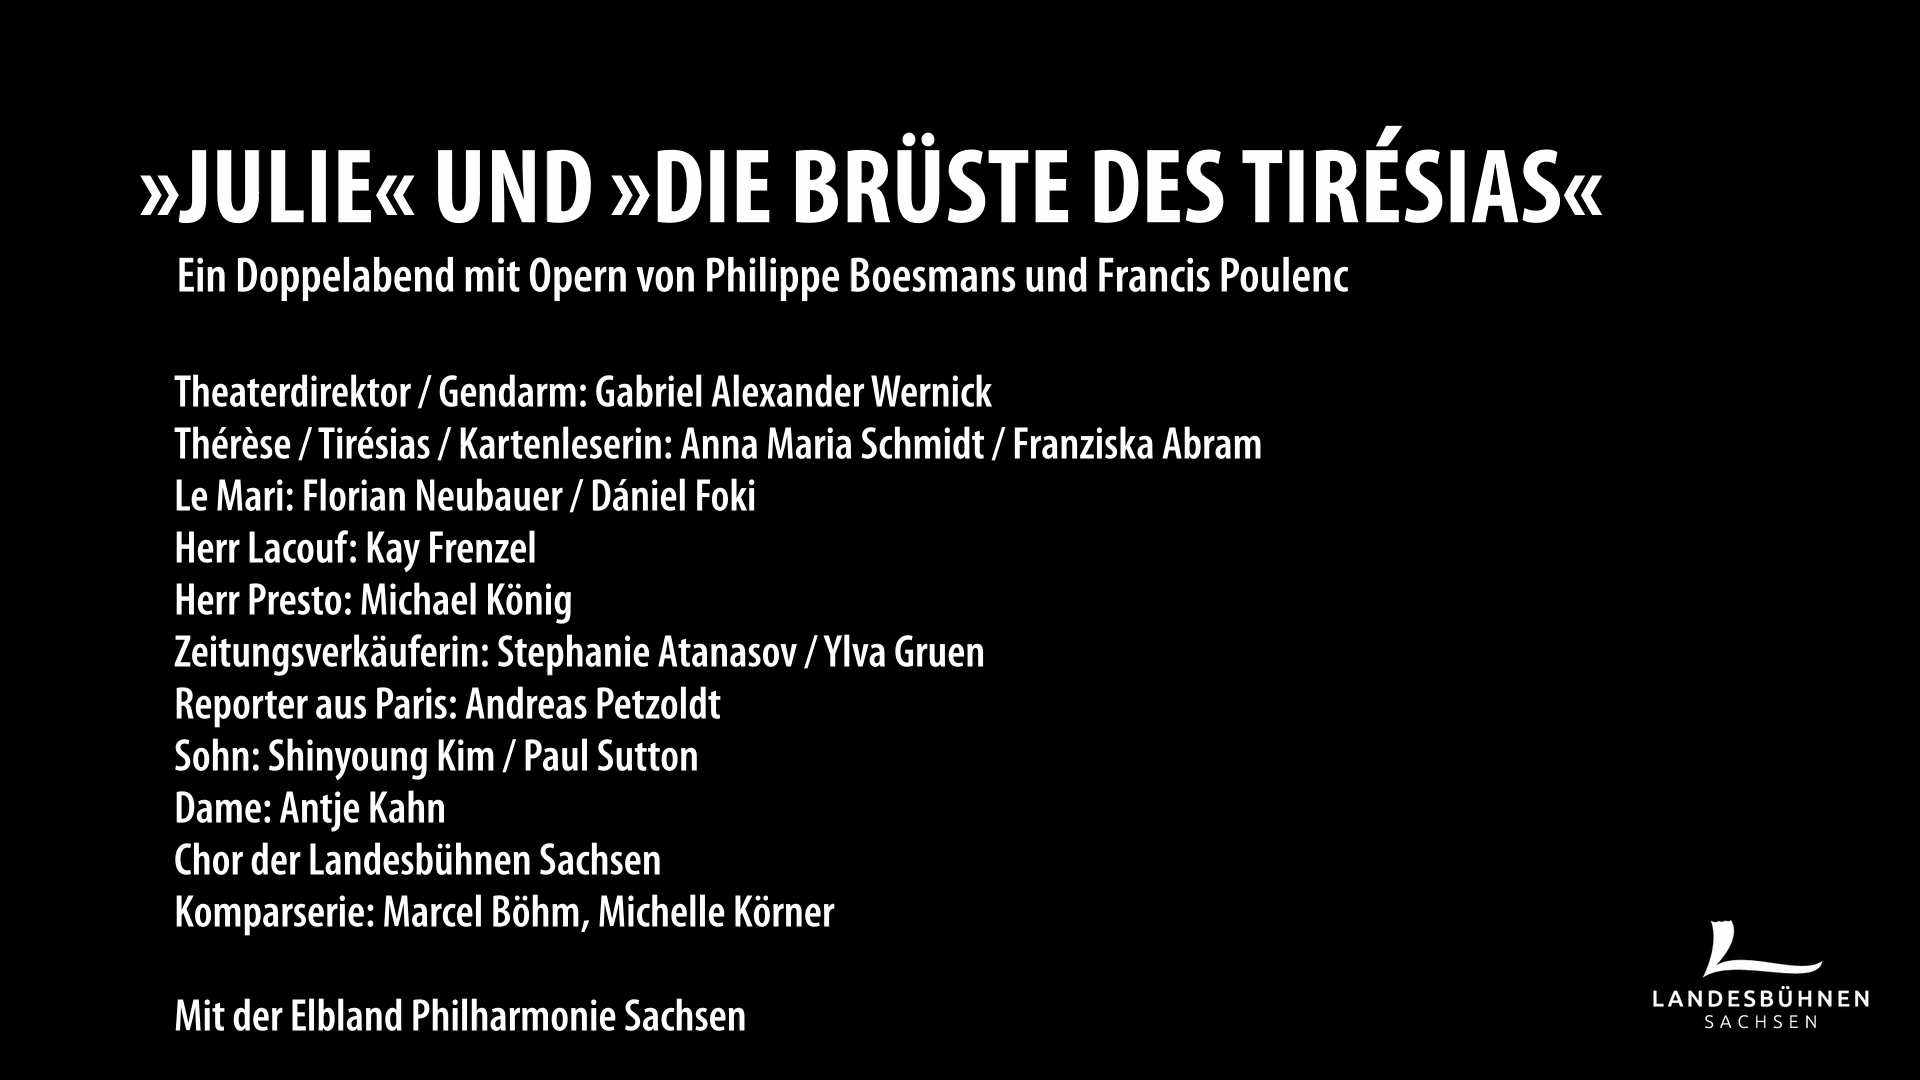 »JULIE« UND »DIE BRÜSTE DES TIRÉSIAS«
Ein Doppelabend mit Opern von Philippe Boesmans und Francis Poulenc
Theaterdirektor / Gendarm: Gabriel Alexander Wernick
Thérèse / Tirésias / Kartenleserin: Anna Maria Schmidt / Franziska Abram
Le Mari: Florian Neubauer / Dániel Foki
Herr Lacouf: Kay Frenzel
Herr Presto: Michael König
Zeitungsverkäuferin: Stephanie Atanasov / Ylva Gruen
Reporter aus Paris: Andreas Petzoldt
Sohn: Shinyoung Kim / Paul Sutton
Dame: Antje Kahn
Chor der Landesbühnen Sachsen
Komparserie: Marcel Böhm, Michelle Körner
Mit der Elbland Philharmonie Sachsen
LANDESBÜHNEN
SACHSEN